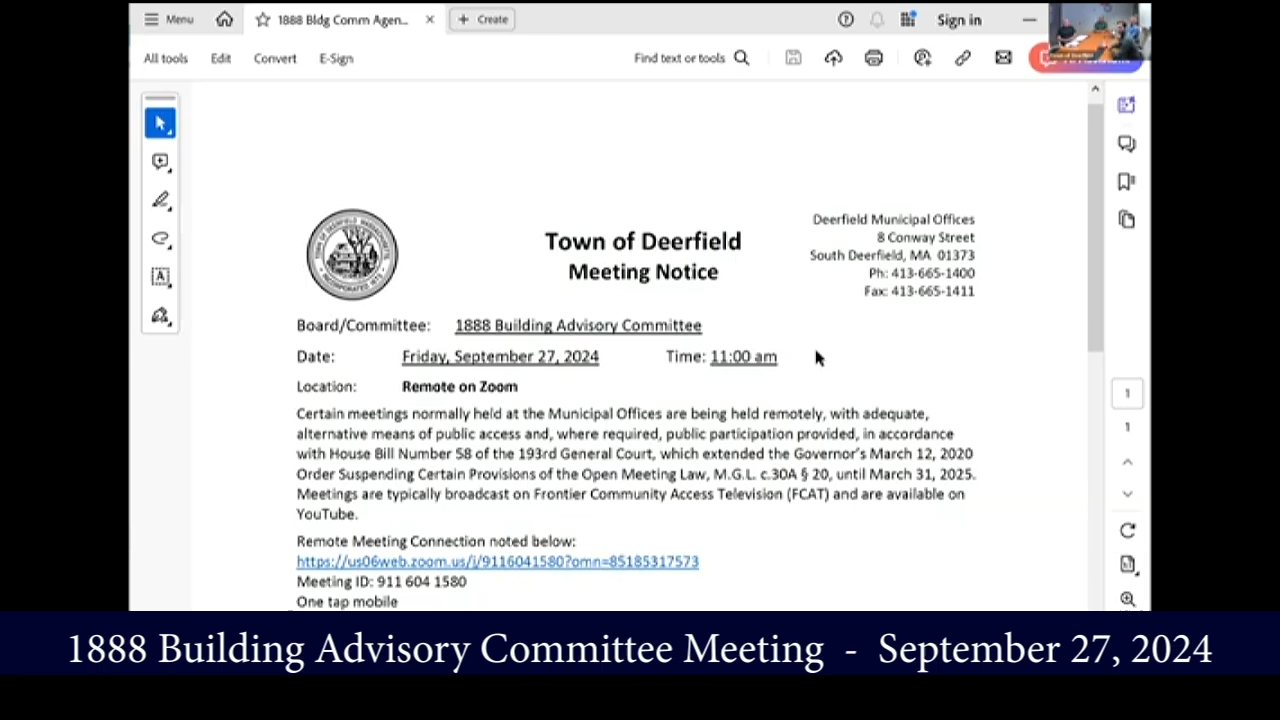 Menu
1888 Bldg Comm Agen...
Create
Sign in
All tools
Edit
Convert
E-Sign
Find text or tools
Town of Deerfield
Meeting Notice
Deerfield Municipal Offices
8 Conway Street
South Deerfield, MA 01373
Ph: 413-665-1400
Fax: 413-665-1411
Board/Committee: 1888 Building Advisory Committee
Date: Friday, September 27, 2024 Time: 11:00 am
Location: Remote on Zoom
Certain meetings normally held at the Municipal Offices are being held remotely, with adequate,
alternative means of public access and, where required, public participation provided, in accordance
with House Bill Number 58 of the 193rd General Court, which extended the Governor's March 12, 2020
Order Suspending Certain Provisions of the Open Meeting Law, M.G.L. c.30A § 20, until March 31, 2025.
Meetings are typically broadcast on Frontier Community Access Television (FCAT) and are available on
YouTube.
Remote Meeting Connection noted below:
https://us06web.zoom.us/j/9116041580?omn=85185317573
Meeting ID: 911 604 1580
One tap mobile
1
1
1888 Building Advisory Committee Meeting - September 27, 2024